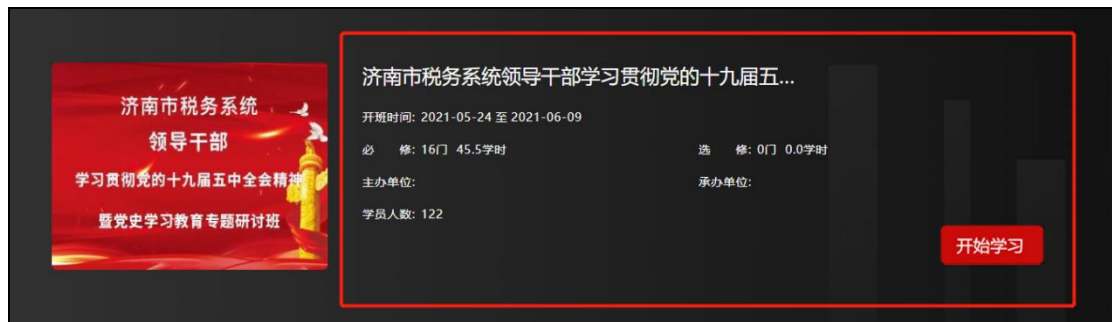 济南市税务系统
领导干部
学习贯彻党的十九届五中全会精神
暨党史学习教育专题研讨班
济南市税务系统领导干部学习贯彻党的十九届五...
开班时间: 2021-05-24 至 2021-06-09
必 修: 16门 45.5学时
选 修: 0门 0.0学时
主办单位:
承办单位:
学员人数: 122
开始学习